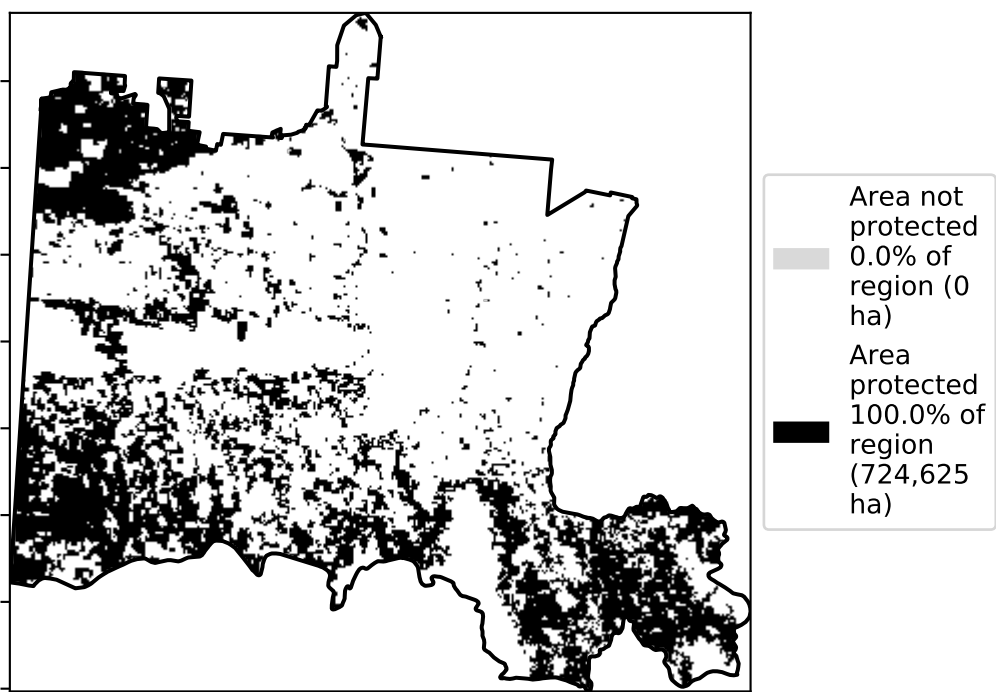 Area not
protected
0.0% of
region (0
ha)
Area
protected
100.0% of
region
(724,625
ha)